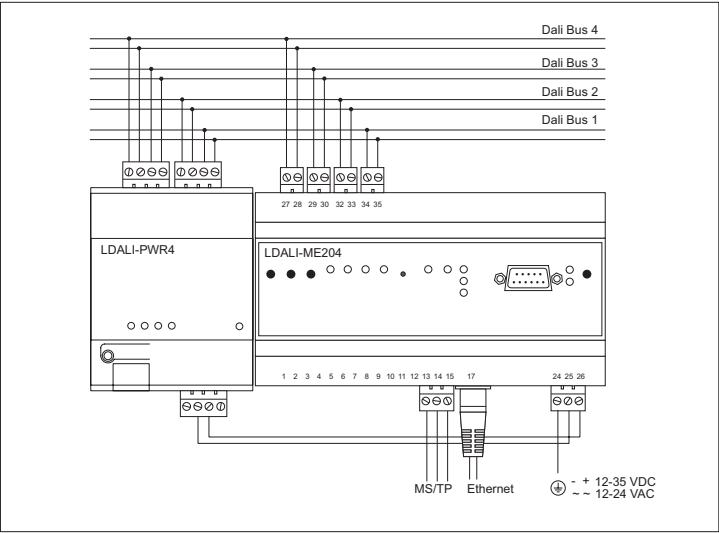 Dali Bus 4
Dali Bus 3
Dali Bus 2
Dali Bus 1
27 28 29 30 32 33 34 35
LDALI-PWR4
LDALI-ME204
1 2 3 4 5 6 7 8 9 10 11 12 13 14 15 17 24 25 26
MS/TP Ethernet
- + 12-35 VDC
~ ~ 12-24 VAC